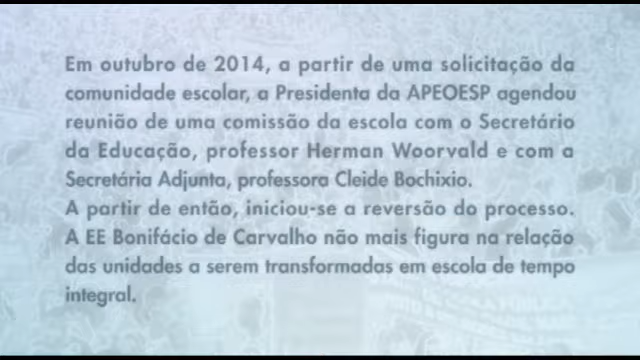 Em outubro de 2014, a partir de uma solicitação da
comunidade escolar, a Presidenta da APEOESP agendou
reunião de uma comissão da escola com o Secretário
da Educação, professor Herman Woorvald e com a
Secretária Adjunta, professora Cleide Bochixio.
A partir de então, iniciou-se a reversão do processo.
A EE Bonifácio de Carvalho não mais figura na relação
das unidades a serem transformadas em escola de tempo
integral.